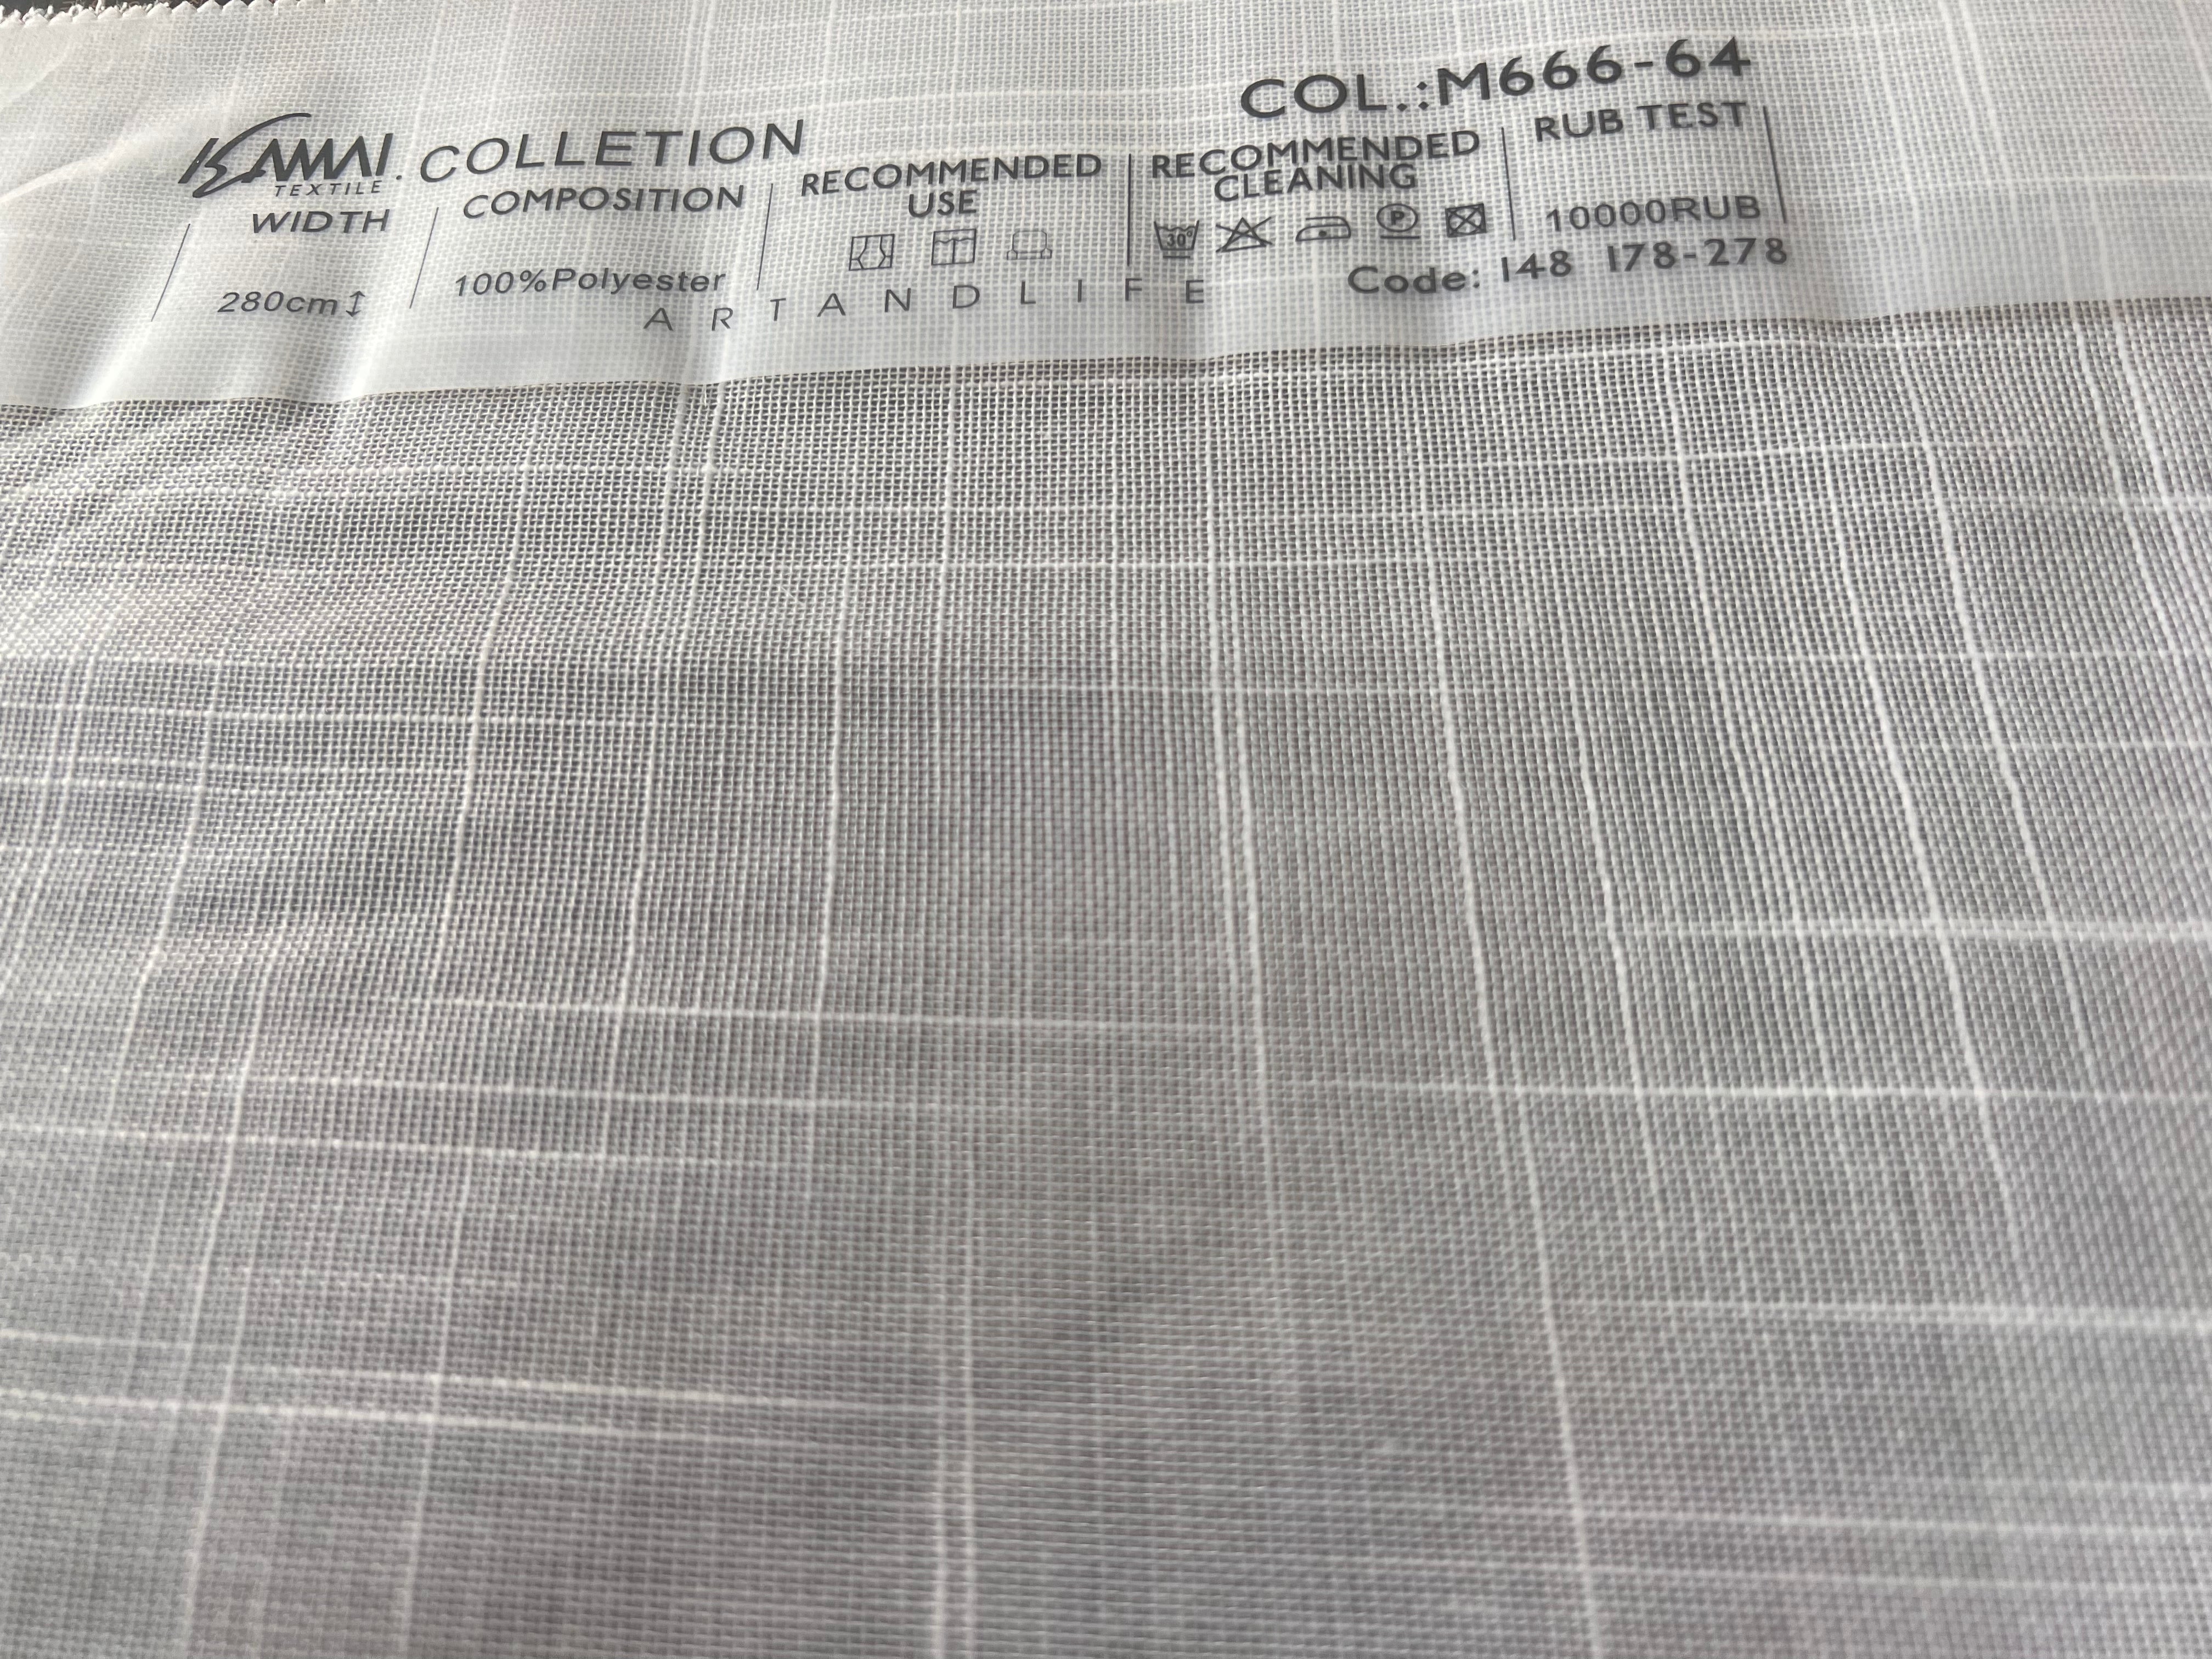 COL.:M666-64
KAMAI. COLLETION
TEXTILE
WIDTH
280cm↕
COMPOSITION
100%Polyester
RECOMMENDED
USE
RECOMMENDED
CLEANING
30°
P
RUB TEST
10000RUB
ARTANDLIFE
Code: 148 178-278